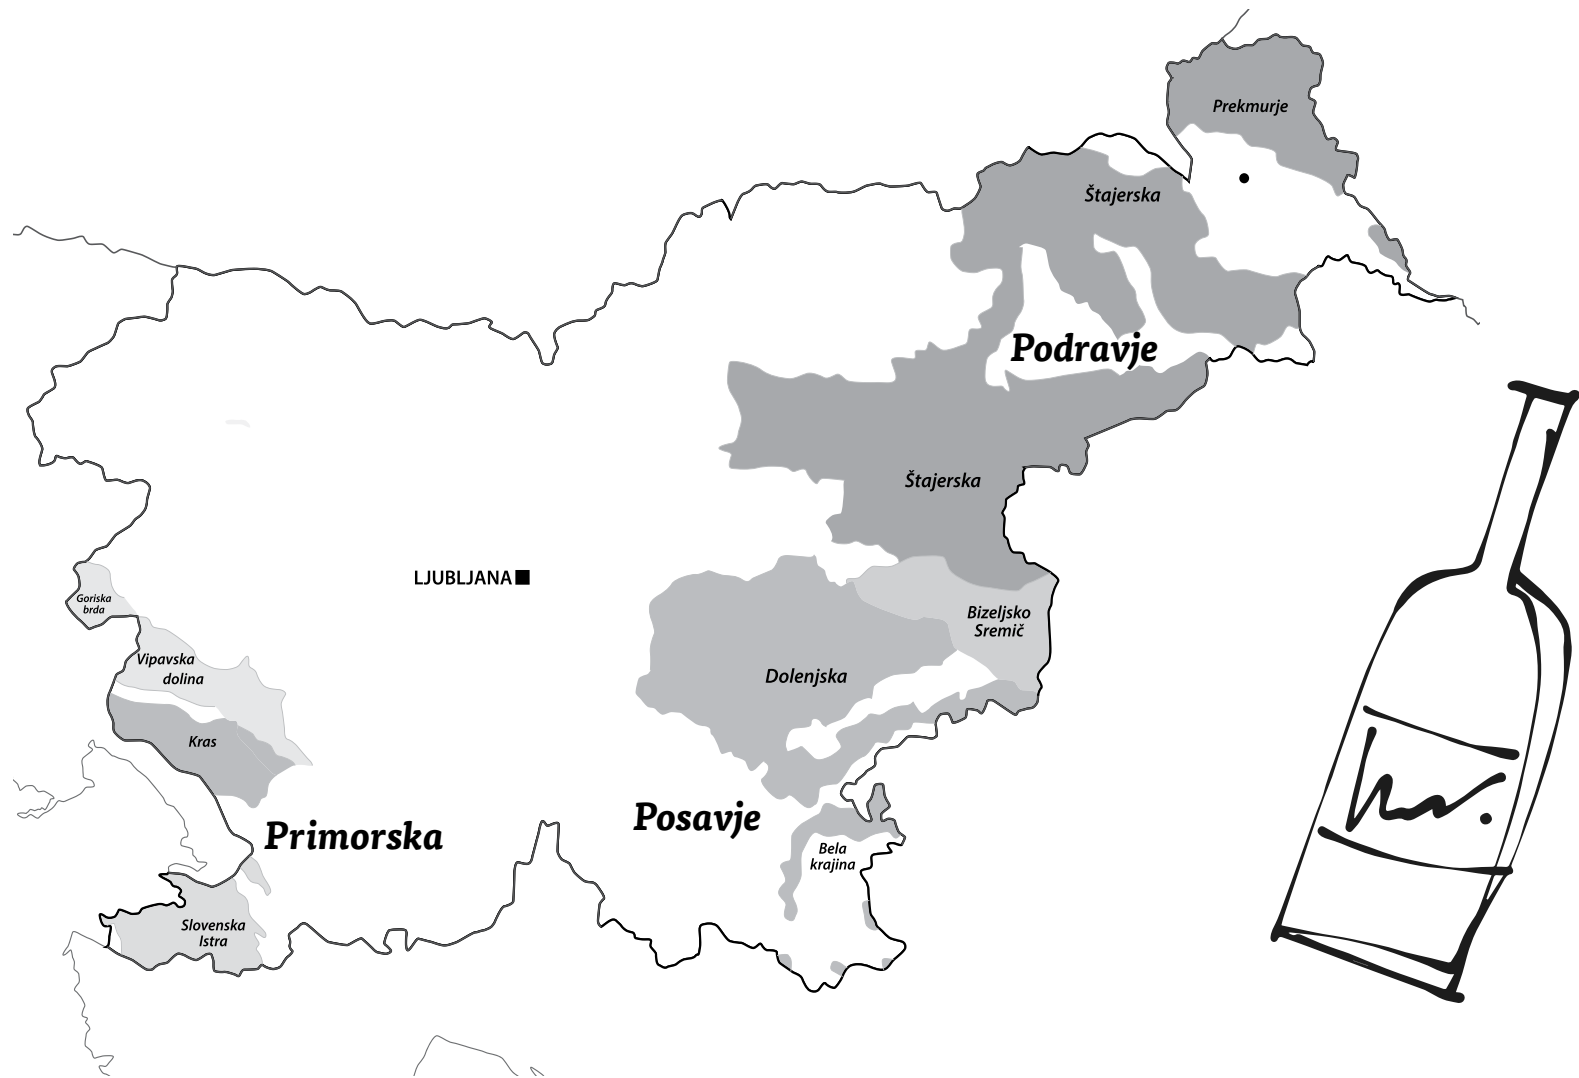 Prekmurje
Štajerska
Podravje
Štajerska
LJUBLJANA
Goriska
brda
Bizeljsko
Sremič
Vipavska
dolina
Dolenjska
Kras
Primorska
Posavje
Bela
krajina
Slovenska
Istra